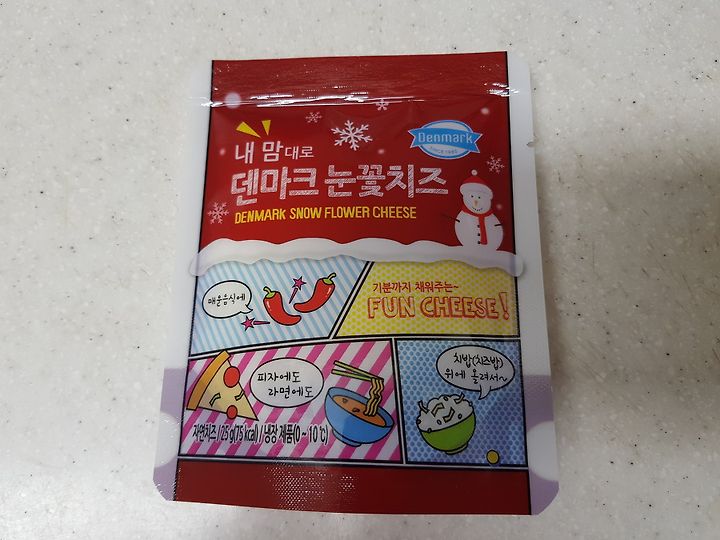 Denmark
SINCE 1985
내 맘대로
덴마크 눈꽃치즈
DENMARK SNOW FLOWER CHEESE
매운음식에
기분까지 채워주는~
FUN CHEESE!
피자에도
라면에도
치밥(치즈밥)
위에 올려서~
자연치즈 / 25 g(75 kcal) / 냉장 제품(0~10℃)